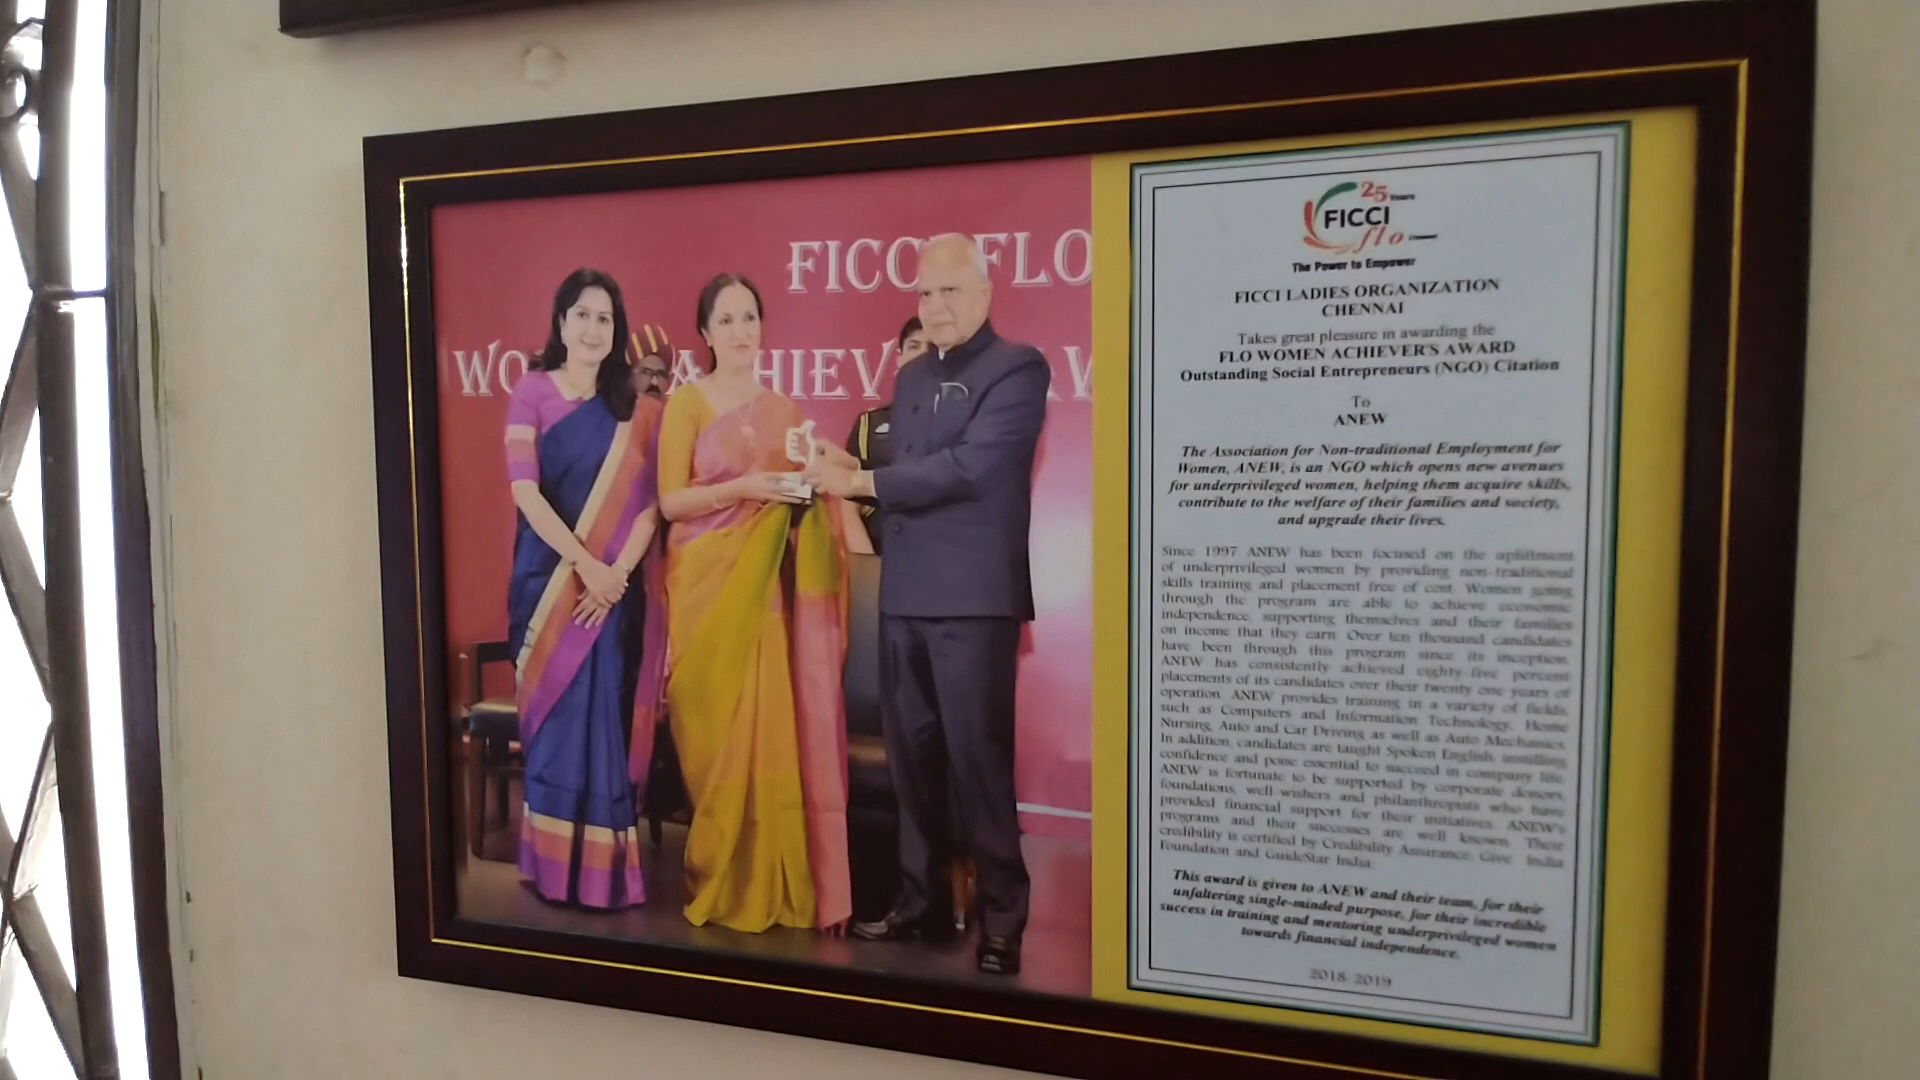 FICCI FLO
WO ACHIEV AW
25 Years
FICCI
flo Chennai
The Power to Empower
FICCI LADIES ORGANIZATION
CHENNAI
Takes great pleasure in awarding the
FLO WOMEN ACHIEVER'S AWARD
Outstanding Social Entrepreneurs (NGO) Citation
To
ANEW
The Association for Non-traditional Employment for
Women, ANEW, is an NGO which opens new avenues
for underprivileged women, helping them acquire skills,
contribute to the welfare of their families and society,
and upgrade their lives.
Since 1997 ANEW has been focused on the upliftment
of underprivileged women by providing non-traditional
skills training and placement free of cost. Women going
through the program are able to achieve economic
independence, supporting themselves and their families
on income that they earn. Over ten thousand candidates
have been through this program since its inception.
ANEW has consistently achieved eighty-five percent
placements of its candidates over their twenty one years of
operation. ANEW provides training in a variety of fields,
such as Computers and Information Technology, Home
Nursing, Auto and Car Driving as well as Auto Mechanics.
In addition, candidates are taught Spoken English, instilling
confidence and poise essential to succeed in company life.
ANEW is fortunate to be supported by corporate donors,
foundations, well-wishers and philanthropists who have
provided financial support for their initiatives. ANEW's
programs and their successes are well known. Their
credibility is certified by Credibility Assurance, Give India
Foundation and GuideStar India.
This award is given to ANEW and their team, for their
unfaltering single-minded purpose, for their incredible
success in training and mentoring underprivileged women
towards financial independence.
2018-2019